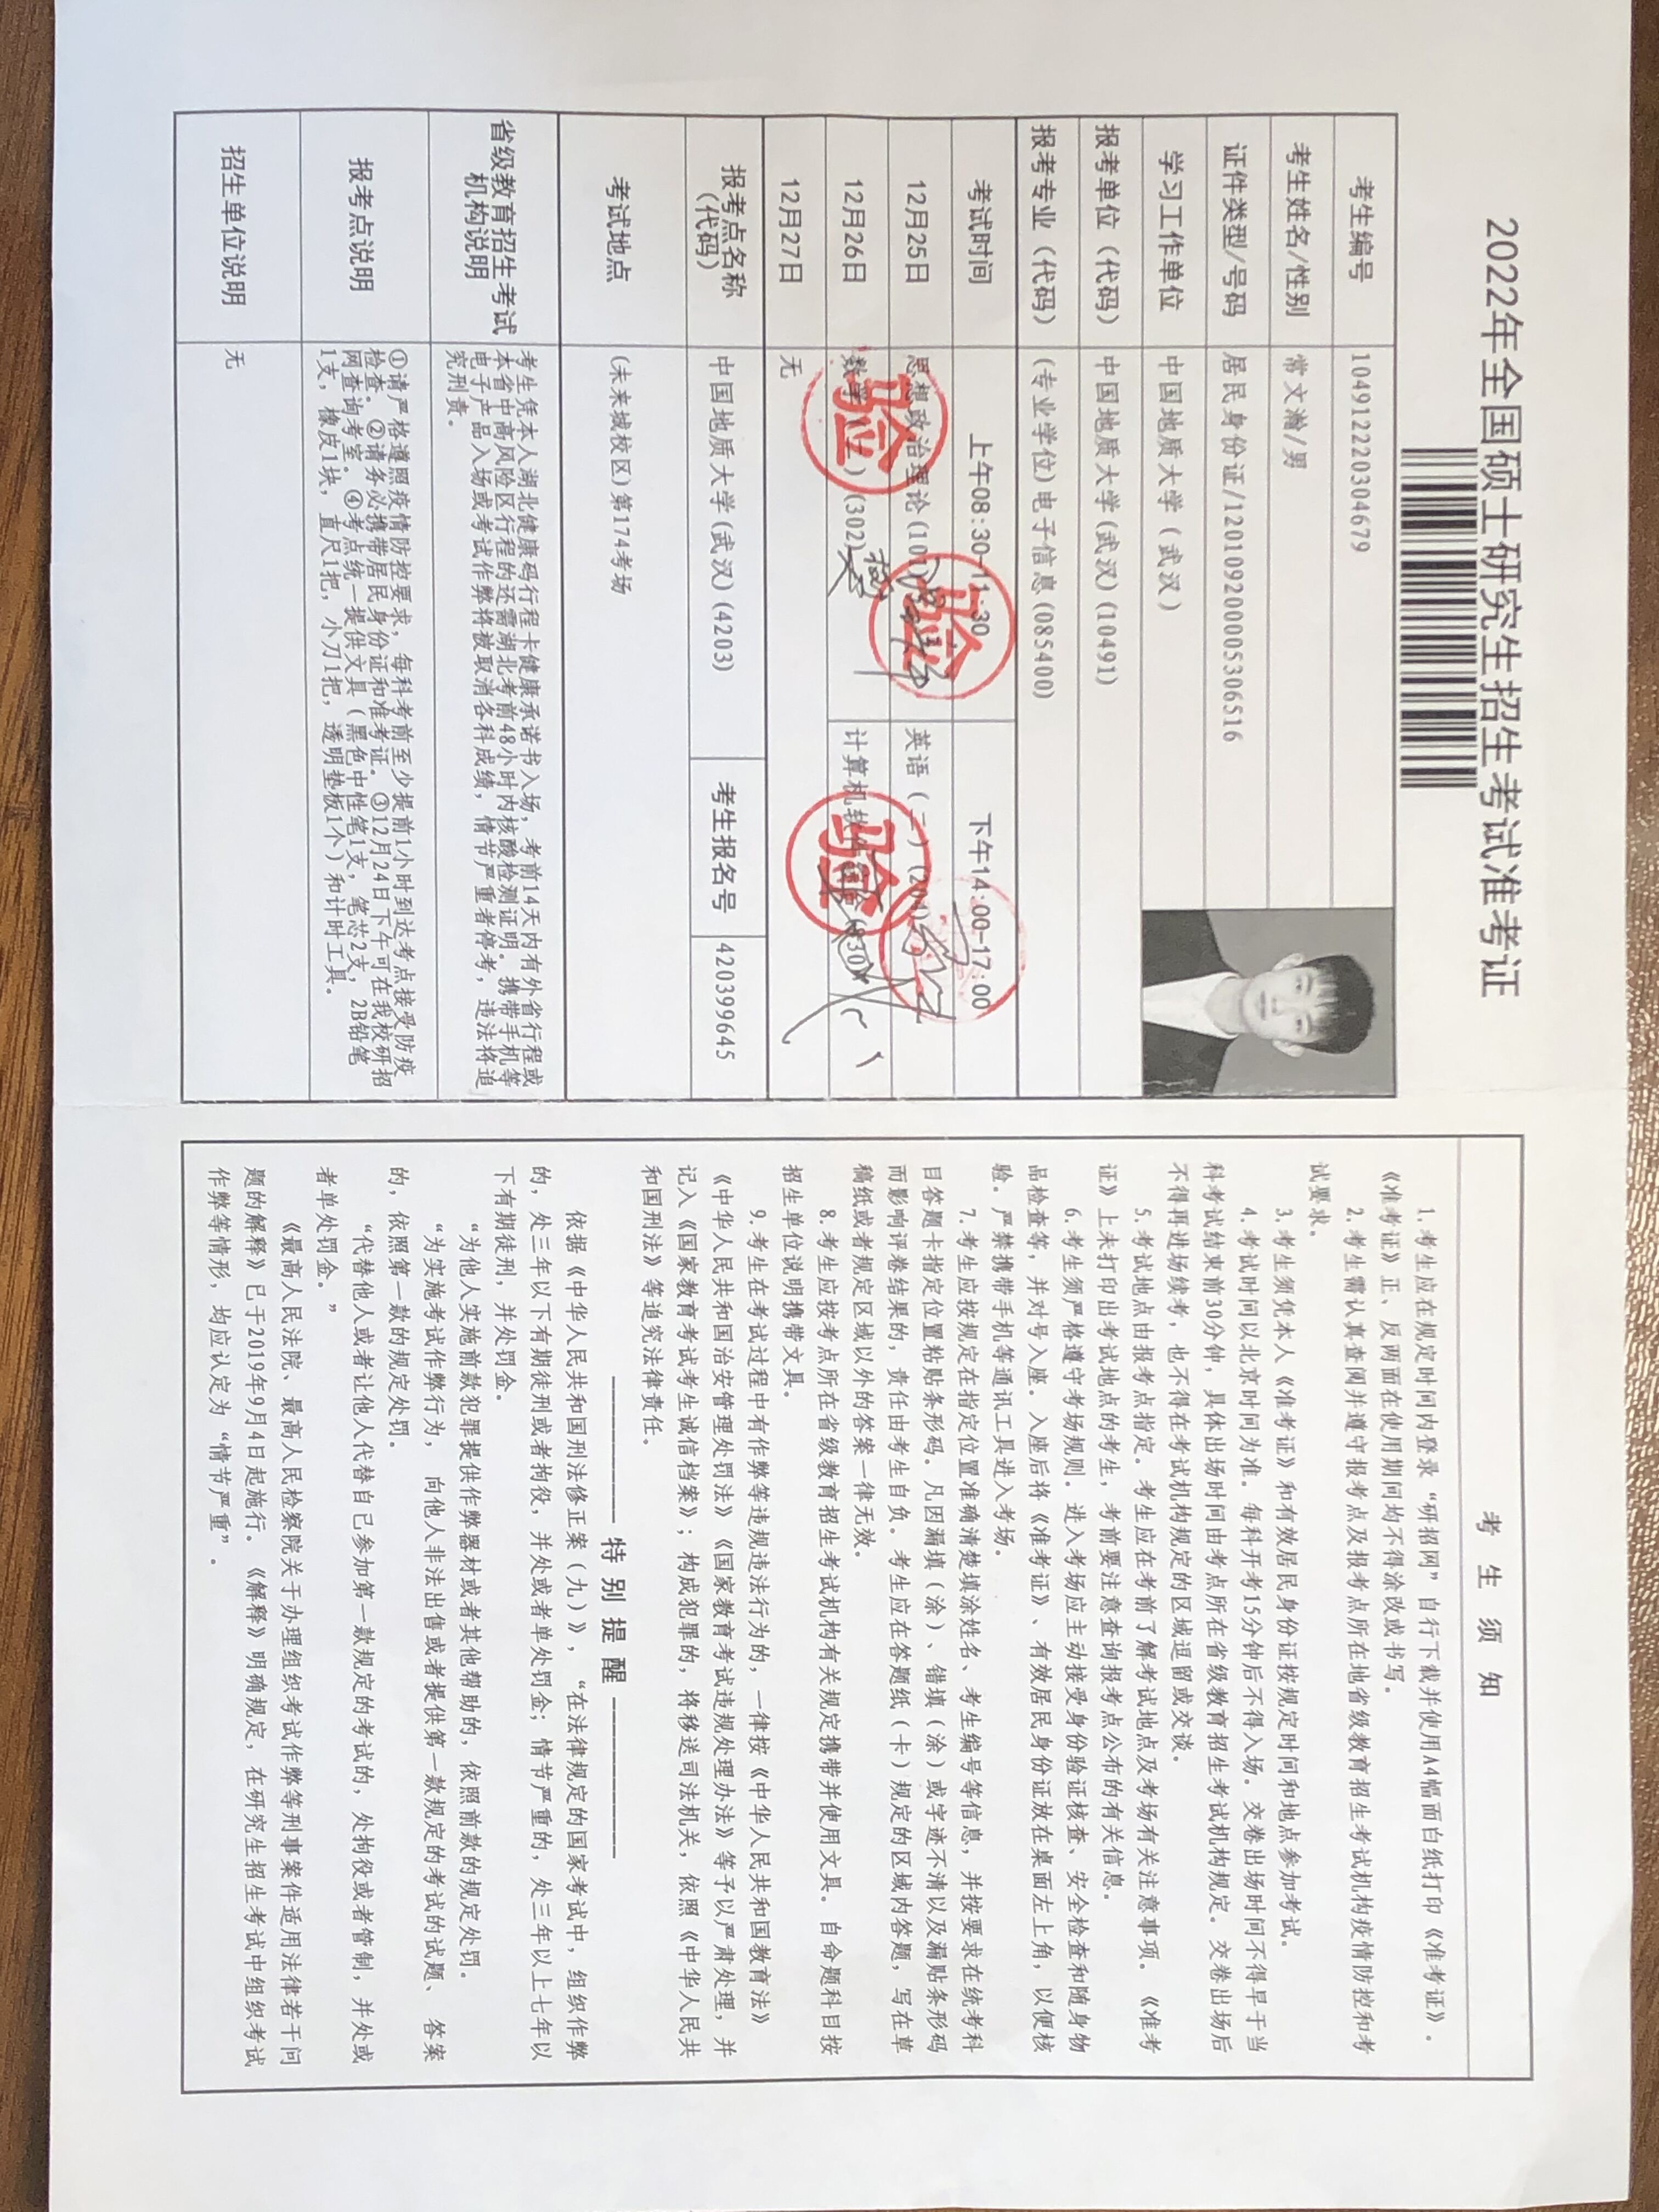 2022年全国硕士研究生招生考试准考证
考生编号 104912220304679
考生姓名/性别 常文瀚/男
证件类型/号码 居民身份证/120109200005306516
学习工作单位 中国地质大学（武汉）
报考单位（代码） 中国地质大学(武汉)(10491)
报考专业（代码） (专业学位)电子信息(085400)
考试时间 上午08:30-11:30 下午14:00-17:00
12月25日 思想政治理论(101) 英语（二）(204)
12月26日 数学（二）(302) 计算机软件综合
12月27日 无
验
验
验
报考点名称
（代码） 中国地质大学(武汉)(4203) 考生报名号 420399645
考试地点 (未来城校区)第174考场
省级教育招生考试
机构说明
考生凭本人湖北健康码行程卡健康承诺书入场，考前14天内有外省行程或
本省中高风险区行程的还需湖北考前48小时内核酸检测证明。携带手机等
电子产品入场或考试作弊将被取消各科成绩，情节严重者停考，违法将追
究刑责。
报考点说明
①请严格遵照疫情防控要求，每科考前至少提前1小时到达考点接受防疫
检查。②请务必携带居民身份证和准考证。③12月24日下午可在我校研招
网查询考室。④考点统一提供文具（黑色中性笔1支，笔芯2支，2B铅笔
1支，橡皮1块，直尺1把，小刀1把，透明垫板1个）和计时工具。
招生单位说明 无
考 生 须 知
1.考生应在规定时间内登录“研招网”自行下载并使用A4幅面白纸打印《准考证》。
《准考证》正、反两面在使用期间均不得涂改或书写。
2.考生需认真查阅并遵守报考点及报考点所在地省级教育招生考试机构疫情防控和考
试要求。
3.考生须凭本人《准考证》和有效居民身份证按规定时间和地点参加考试。
4.考试时间以北京时间为准。每科开考15分钟后不得入场。交卷出场时间不得早于当
科考试结束前30分钟，具体出场时间由考点所在省级教育招生考试机构规定。交卷出场后
不得再进场续考，也不得在考试机构规定的区域逗留或交谈。
5.考试地点由报考点指定。考生应在考前了解考试地点及考场有关注意事项。《准考
证》上未打印出考试地点的考生，考前要注意查询报考点公布的有关信息。
6.考生须严格遵守考场规则。进入考场应主动接受身份验证核查、安全检查和随身物
品检查等，并对号入座。入座后将《准考证》、有效居民身份证放在桌面左上角，以便核
验。严禁携带手机等通讯工具进入考场。
7.考生应按规定在指定位置准确清楚填涂姓名、考生编号等信息，并按要求在统考科
目答题卡指定位置粘贴条形码。凡因漏填（涂）、错填（涂）或字迹不清以及漏贴条形码
而影响评卷结果的，责任由考生自负。考生应在答题纸（卡）规定的区域内答题，写在草
稿纸或者规定区域以外的答案一律无效。
8.考生应按考点所在省级教育招生考试机构有关规定携带并使用文具。自命题科目按
招生单位说明携带文具。
9.考生在考试过程中有作弊等违规违法行为的，一律按《中华人民共和国教育法》
《中华人民共和国治安管理处罚法》《国家教育考试违规处理办法》等予以严肃处理，并
记入《国家教育考试考生诚信档案》；构成犯罪的，将移送司法机关，依照《中华人民共
和国刑法》等追究法律责任。
特 别 提 醒
依据《中华人民共和国刑法修正案（九）》，“在法律规定的国家考试中，组织作弊
的，处三年以下有期徒刑或者拘役，并处或者单处罚金；情节严重的，处三年以上七年以
下有期徒刑，并处罚金。
“为他人实施前款犯罪提供作弊器材或者其他帮助的，依照前款的规定处罚。
“为实施考试作弊行为， 向他人非法出售或者提供第一款规定的考试的试题、 答案
的，依照第一款的规定处罚。
“代替他人或者让他人代替自己参加第一款规定的考试的，处拘役或者管制，并处或
者单处罚金。”
《最高人民法院、最高人民检察院关于办理组织考试作弊等刑事案件适用法律若干问
题的解释》已于2019年9月4日起施行。《解释》明确规定，在研究生招生考试中组织考试
作弊等情形，均应认定为“情节严重”。